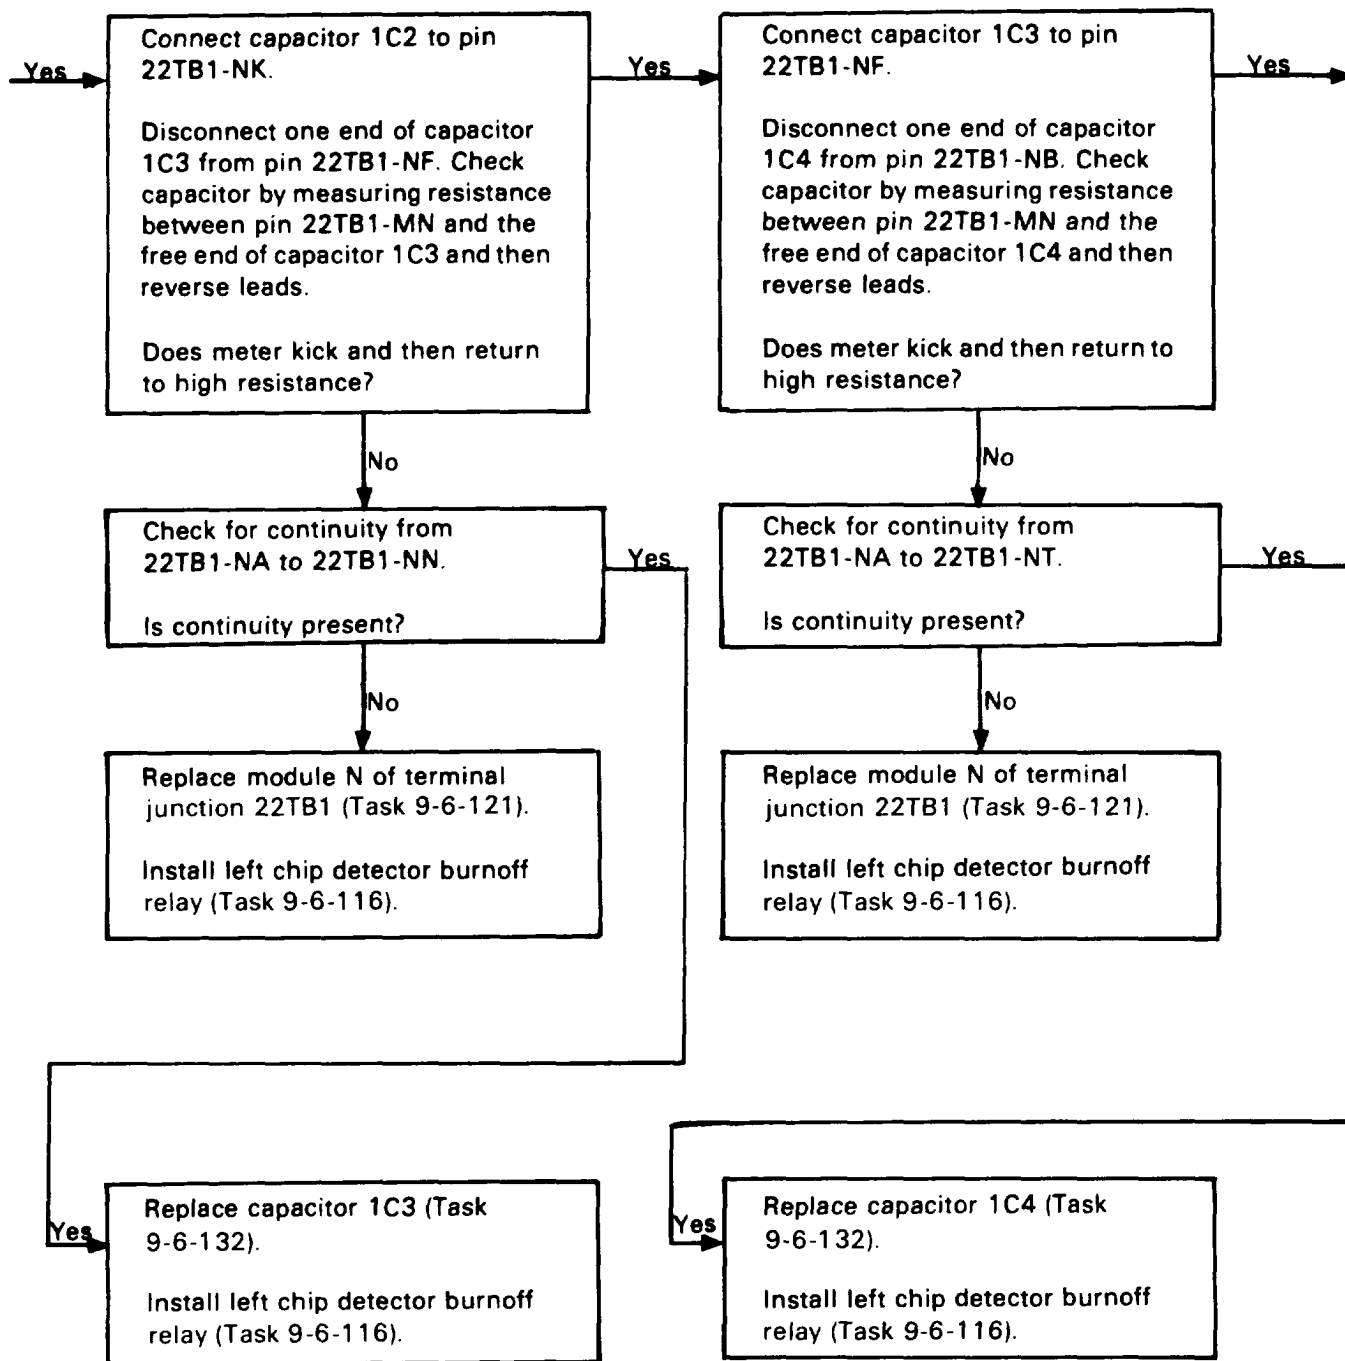 Yes
Connect capacitor 1C2 to pin
22TB1-NK.
Disconnect one end of capacitor
1C3 from pin 22TB1-NF. Check
capacitor by measuring resistance
between pin 22TB1-MN and the
free end of capacitor 1C3 and then
reverse leads.
Does meter kick and then return
to high resistance?
Yes
Connect capacitor 1C3 to pin
22TB1-NF.
Disconnect one end of capacitor
1C4 from pin 22TB1-NB. Check
capacitor by measuring resistance
between pin 22TB1-MN and the
free end of capacitor 1C4 and then
reverse leads.
Does meter kick and then return to
high resistance?
Yes
No
No
Check for continuity from
22TB1-NA to 22TB1-NN.
Is continuity present?
Yes
Check for continuity from
22TB1-NA to 22TB1-NT.
Is continuity present?
Yes
No
No
Replace module N of terminal
junction 22TB1 (Task 9-6-121).
Install left chip detector burnoff
relay (Task 9-6-116).
Replace module N of terminal
junction 22TB1 (Task 9-6-121).
Install left chip detector burnoff
relay (Task 9-6-116).
Yes
Replace capacitor 1C3 (Task
9-6-132).
Install left chip detector burnoff
relay (Task 9-6-116).
Yes
Replace capacitor 1C4 (Task
9-6-132).
Install left chip detector burnoff
relay (Task 9-6-116).